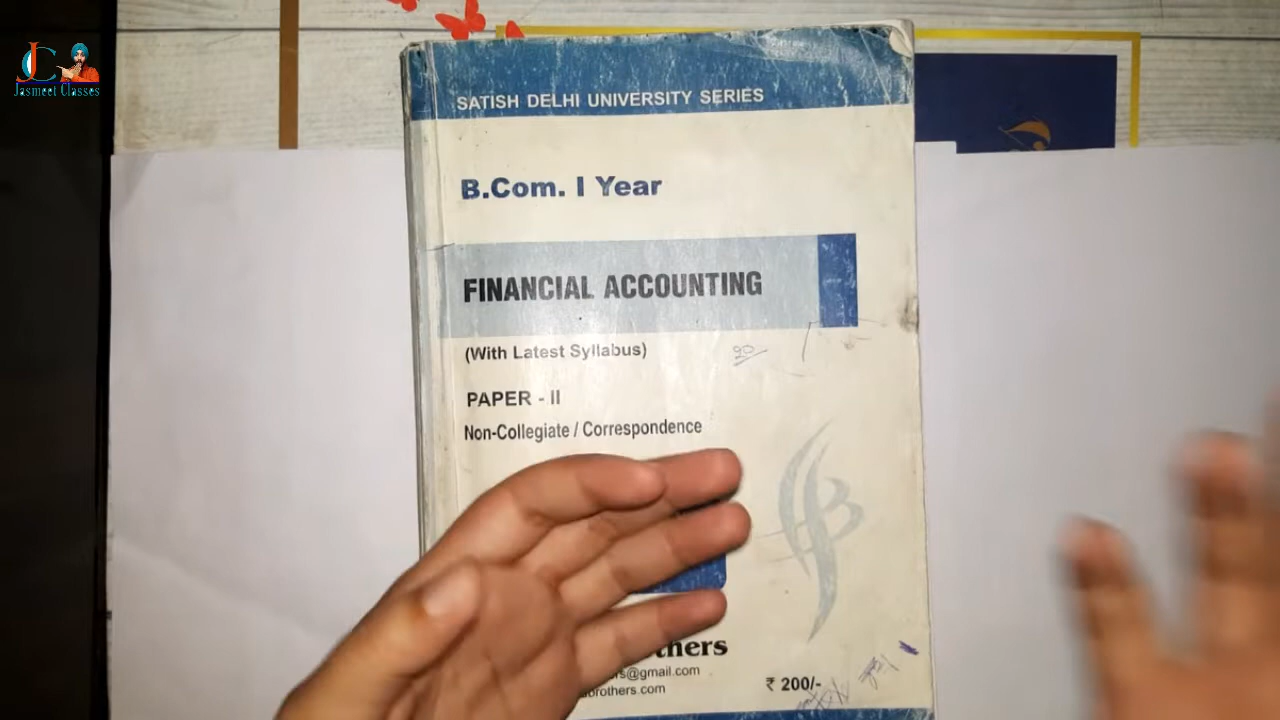 JC
Jasmeet Classes
SATISH DELHI UNIVERSITY SERIES
B.Com. I Year
FINANCIAL ACCOUNTING
(With Latest Syllabus)
PAPER - II
Non-Collegiate / Correspondence
thers
s@gmail.com
brothers.com
₹ 200/-